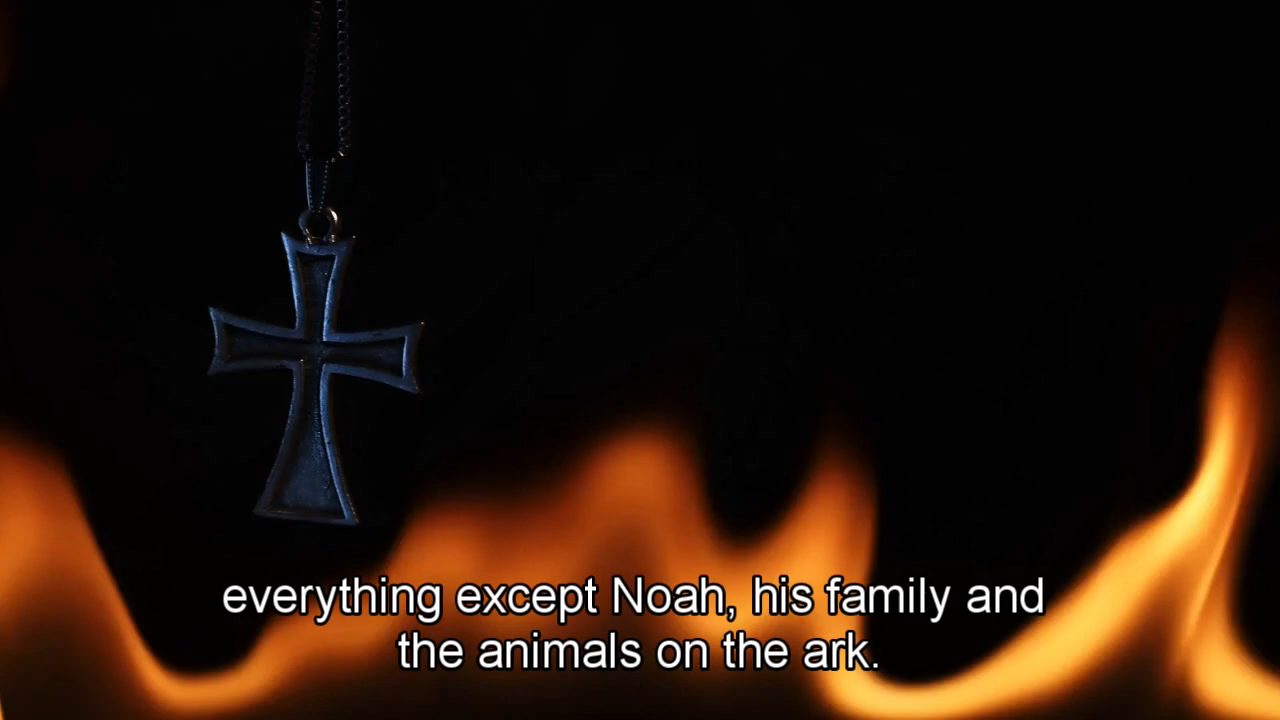 everything except Noah, his family and
the animals on the ark.